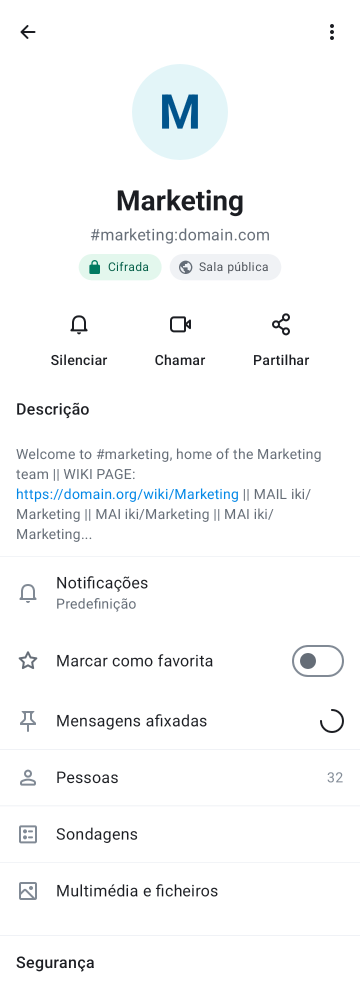 M
Marketing
#marketing:domain.com
Cifrada
Sala pública
Silenciar
Chamar
Partilhar
Descrição
Welcome to #marketing, home of the Marketing
team || WIKI PAGE:
https://domain.org/wiki/Marketing || MAIL iki/
Marketing || MAI iki/Marketing || MAI iki/
Marketing...
Notificações
Predefinição
Marcar como favorita
Mensagens afixadas
Pessoas
32
Sondagens
Multimédia e ficheiros
Segurança